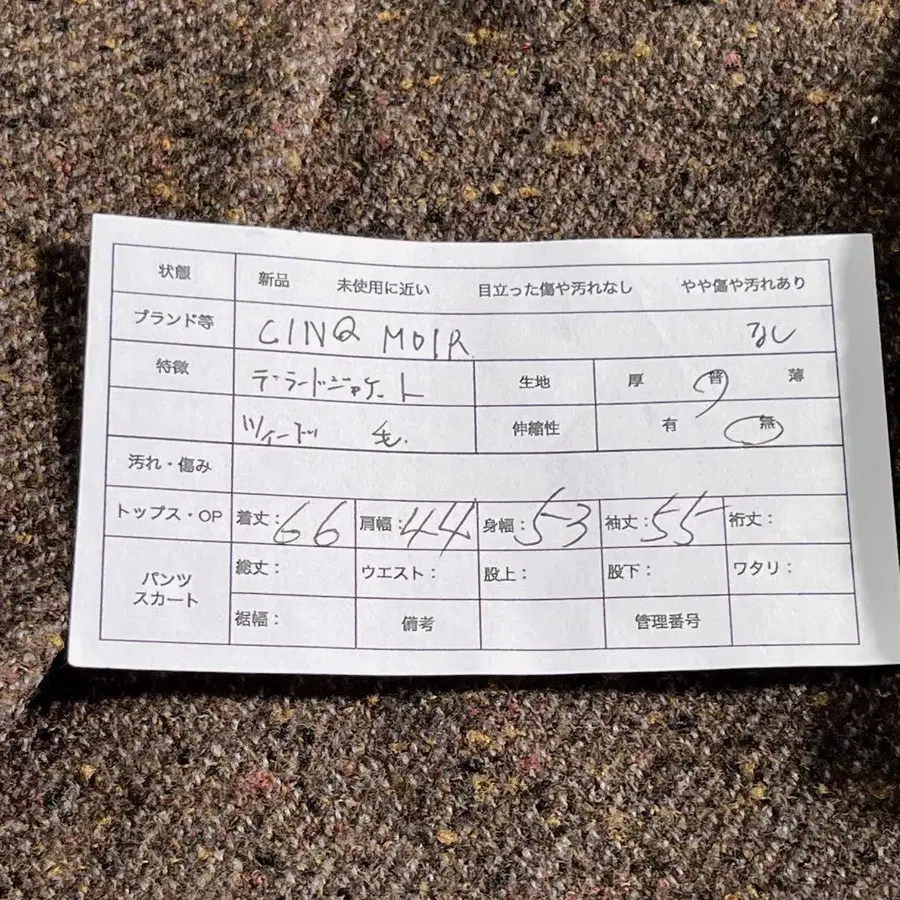 状態 新品 未使用に近い 目立った傷や汚れなし やや傷や汚れあり
ブランド等 CINQ MOIR なし
特徴 テーラードジャケット 生地 厚 普 薄
ツイード 毛. 伸縮性 有 無
汚れ・傷み
トップス・OP 着丈:66 肩幅:44 身幅:53 袖丈:55 裄丈:
パンツ スカート 総丈: ウエスト: 股上: 股下: ワタリ:
裾幅: 備考 管理番号